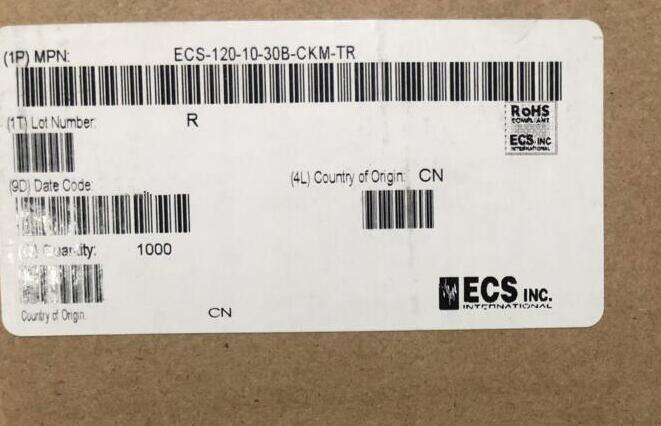 (1P) MPN: ECS-120-10-30B-CKM-TR
RoHS
COMPLIANT
ECS INC
INTERNATIONAL
(1T) Lot Number: R
(9D) Date Code:
(4L) Country of Origin: CN
Quantity: 1000
ECS INC.
INTERNATIONAL
Country of Origin: CN